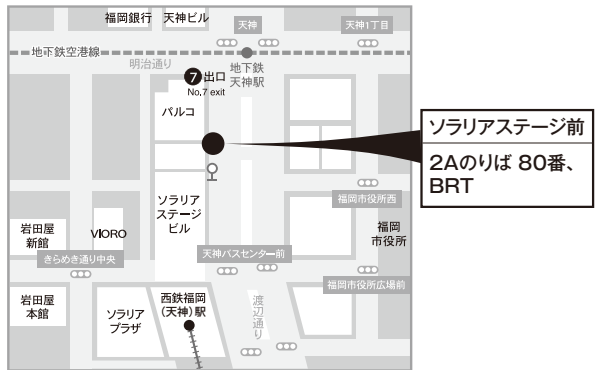 福岡銀行
天神ビル
天神
天神1丁目
地下鉄空港線
明治通り
地下鉄
天神駅
7 出口
No.7 exit
パルコ
ソラリアステージ前
2Aのりば 80番、
BRT
ソラリア
ステージ
ビル
福岡市役所西
福岡
市役所
岩田屋
新館
VIORO
きらめき通り中央
天神バスセンター前
福岡市役所広場前
岩田屋
本館
ソラリア
プラザ
西鉄福岡
(天神)駅
渡辺通り